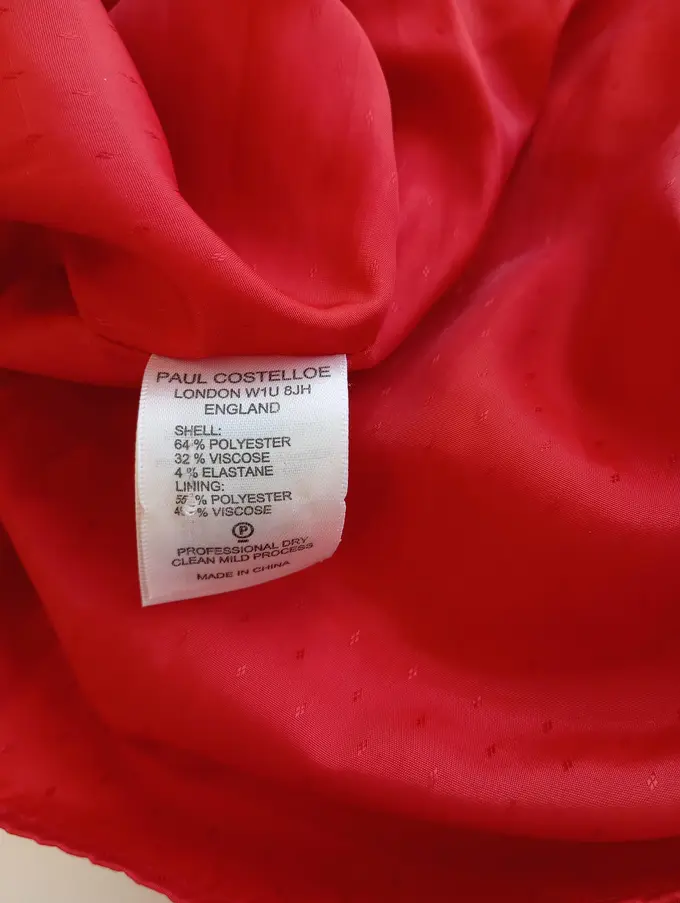 PAUL COSTELLOE
LONDON W1U 8JH
ENGLAND
SHELL:
64 % POLYESTER
32 % VISCOSE
4 % ELASTANE
LINING:
55 % POLYESTER
% VISCOSE
P
PROFESSIONAL DRY
CLEAN MILD PROCESS
MADE IN CHINA